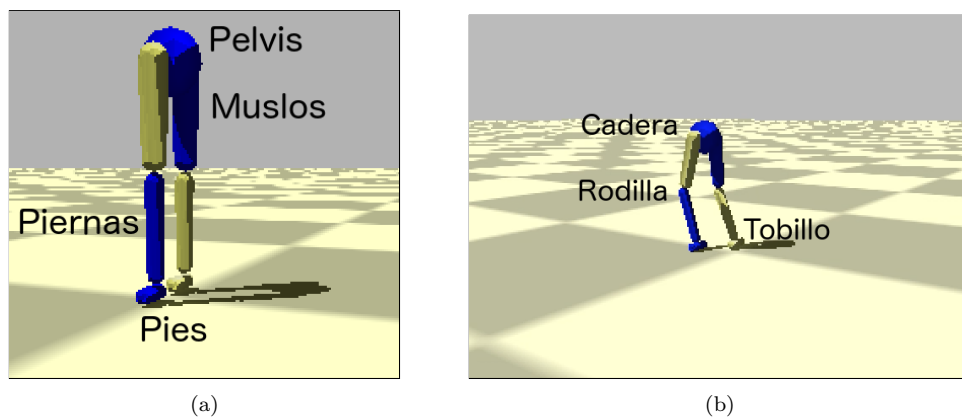 Pelvis
Muslos
Piernas
Pies
(a)
Cadera
Rodilla
Tobillo
(b)